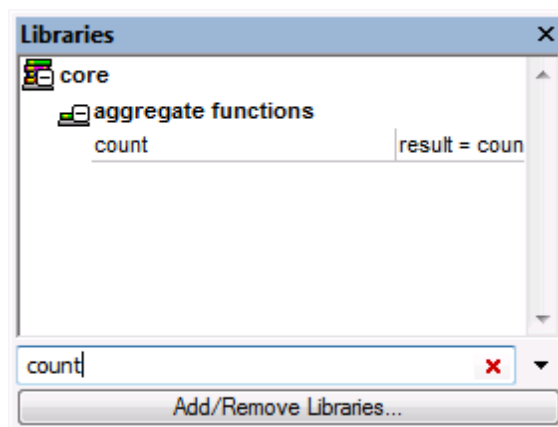 Libraries
core
aggregate functions
count result = coun
count
Add/Remove Libraries...